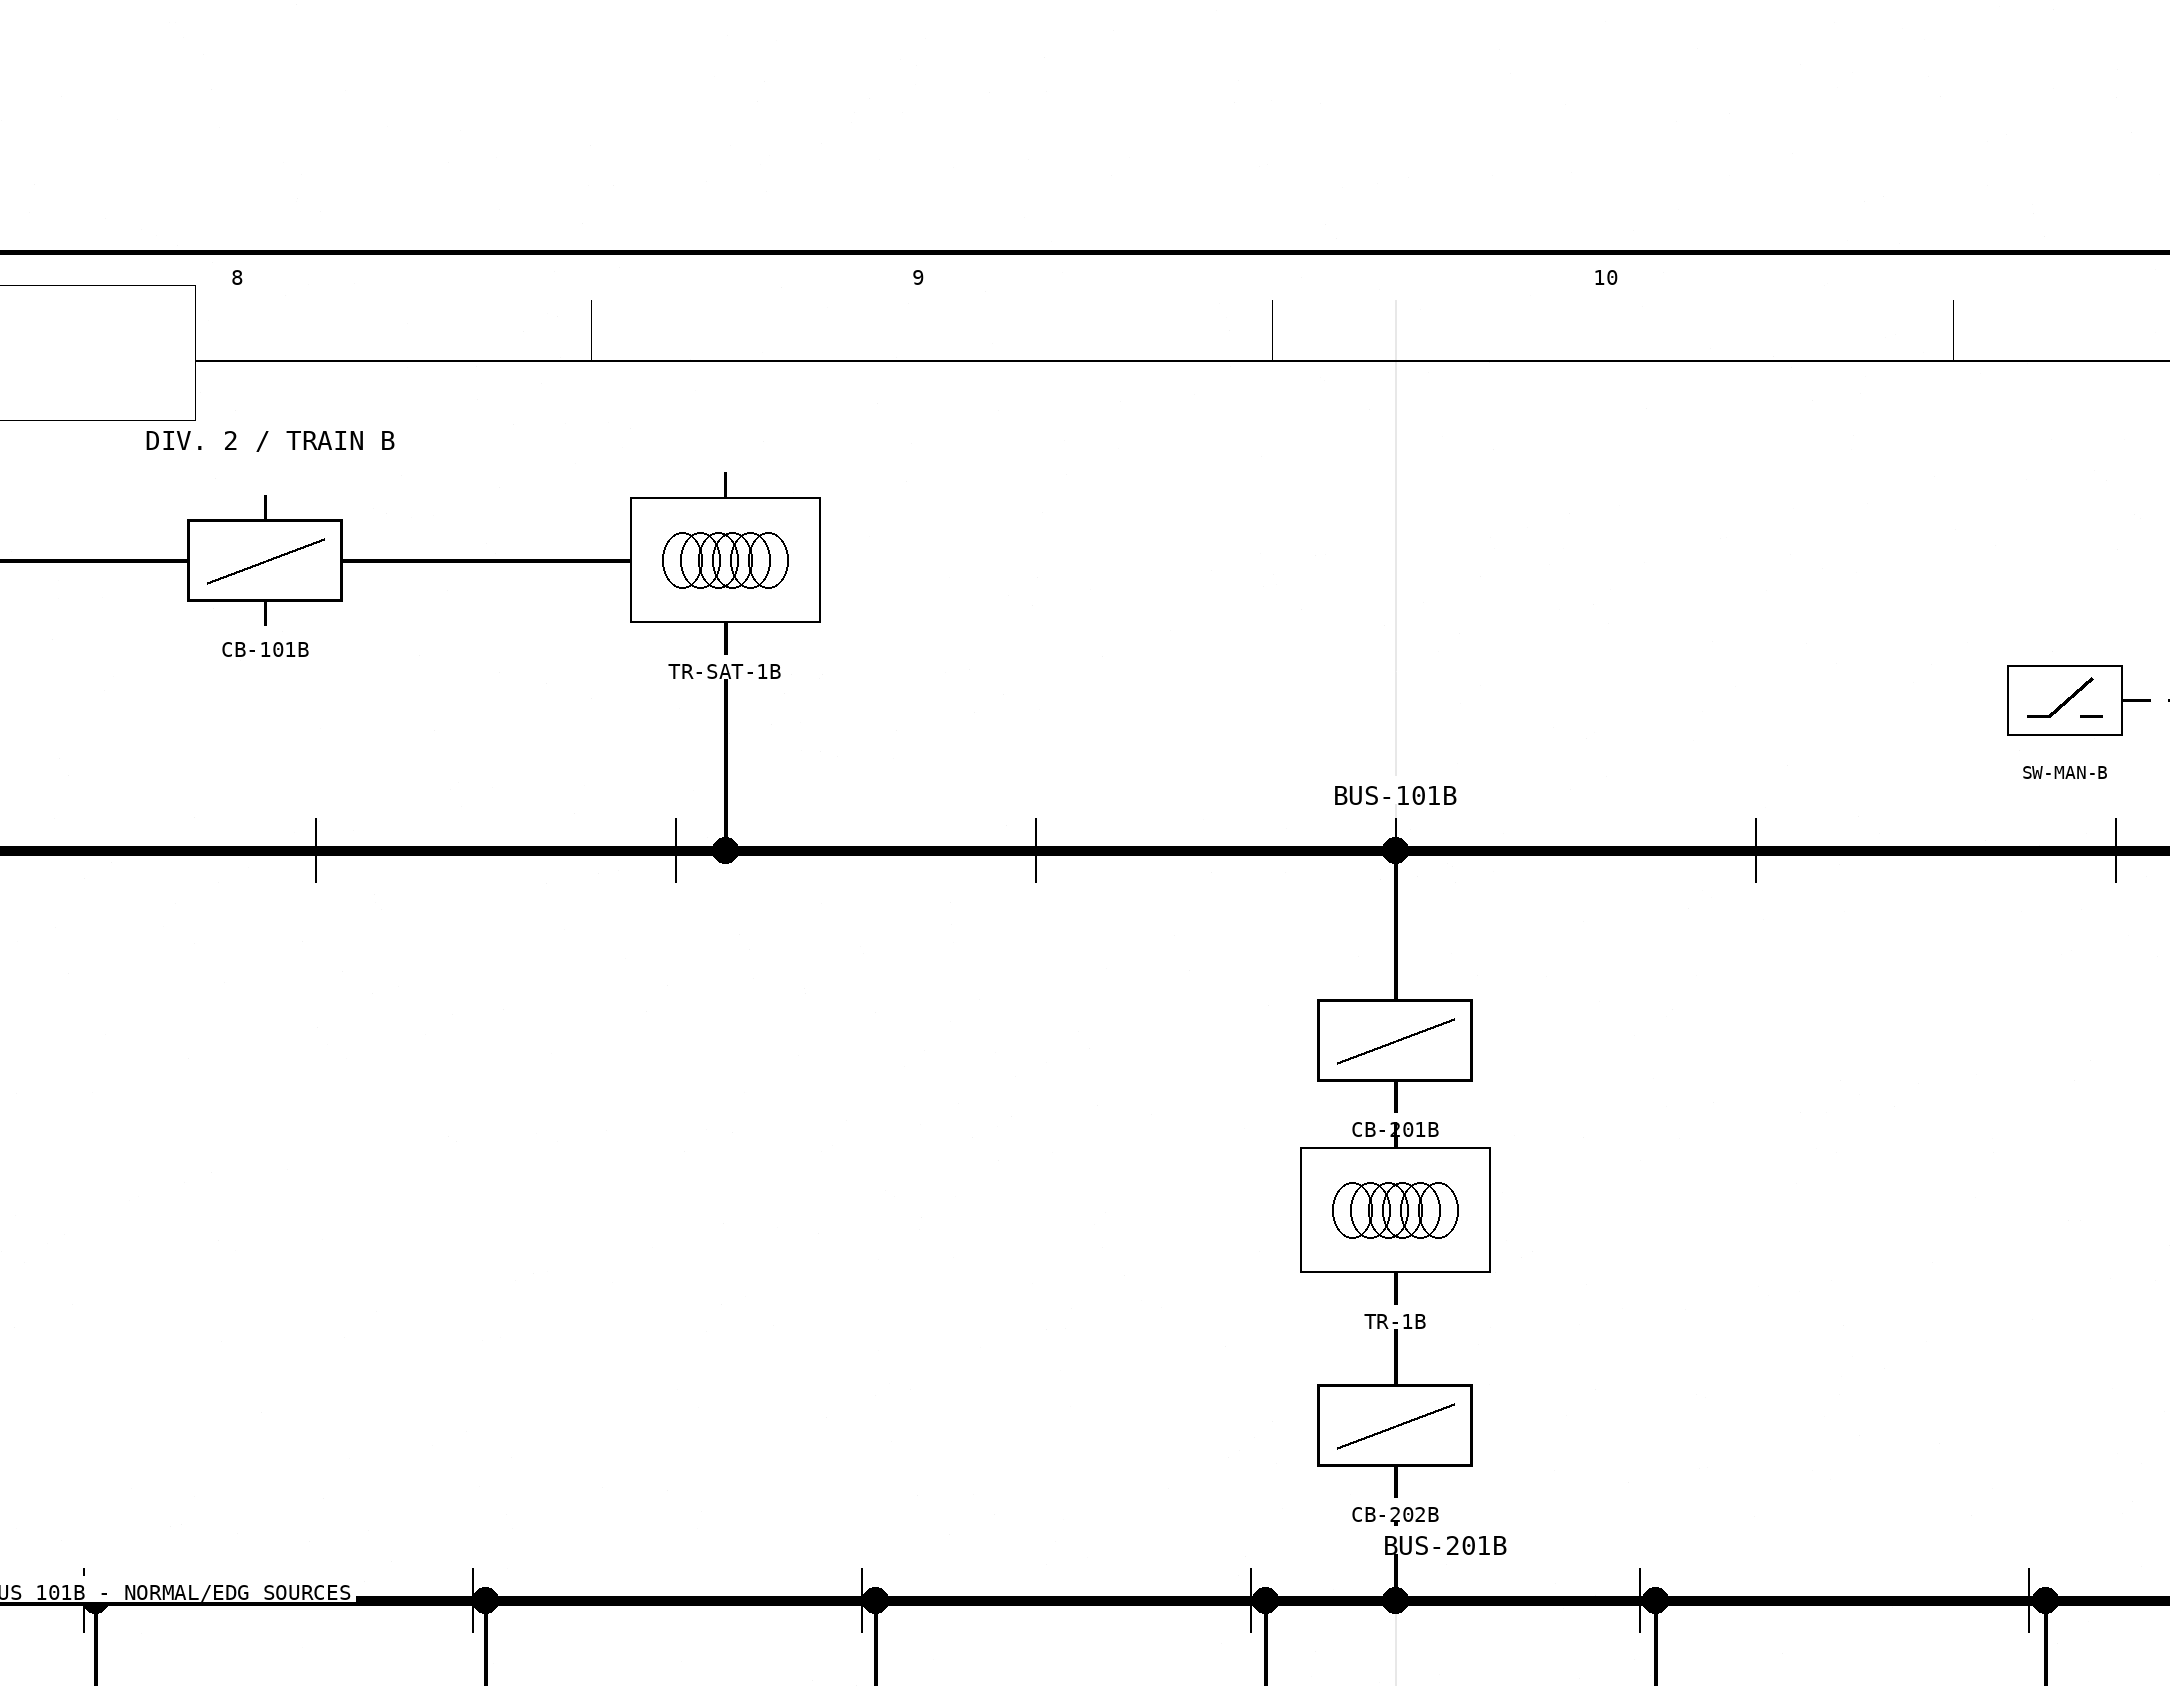 8 9 10
DIV. 2 / TRAIN B
CB-101B
TR-SAT-1B
SW-MAN-B
BUS-101B
CB-201B
TR-1B
CB-202B
BUS-201B
US 101B - NORMAL/EDG SOURCES